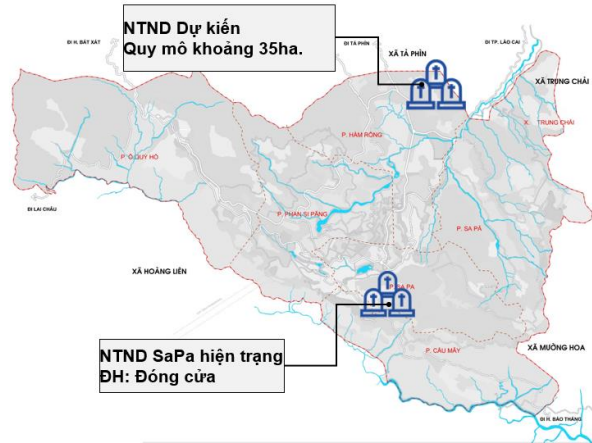 NTND Dự kiến
Quy mô khoảng 35ha.
ĐI H. BÁT XÁT
ĐI TẢ PHÌN
XÃ TẢ PHÌN
ĐI TP. LÀO CAI
XÃ TRUNG CHẢI
TRUNG CHẢI
P. HÀM RỒNG
P. Ô QUY HỒ
ĐI LAI CHÂU
P. PHAN SI PĂNG
P. SA PẢ
XÃ HOÀNG LIÊN
PA
NTND SaPa hiện trạng
ĐH: Đóng cửa
P. CẦU MÂY
XÃ MƯỜNG HOA
ĐI H. BẢO THẮNG